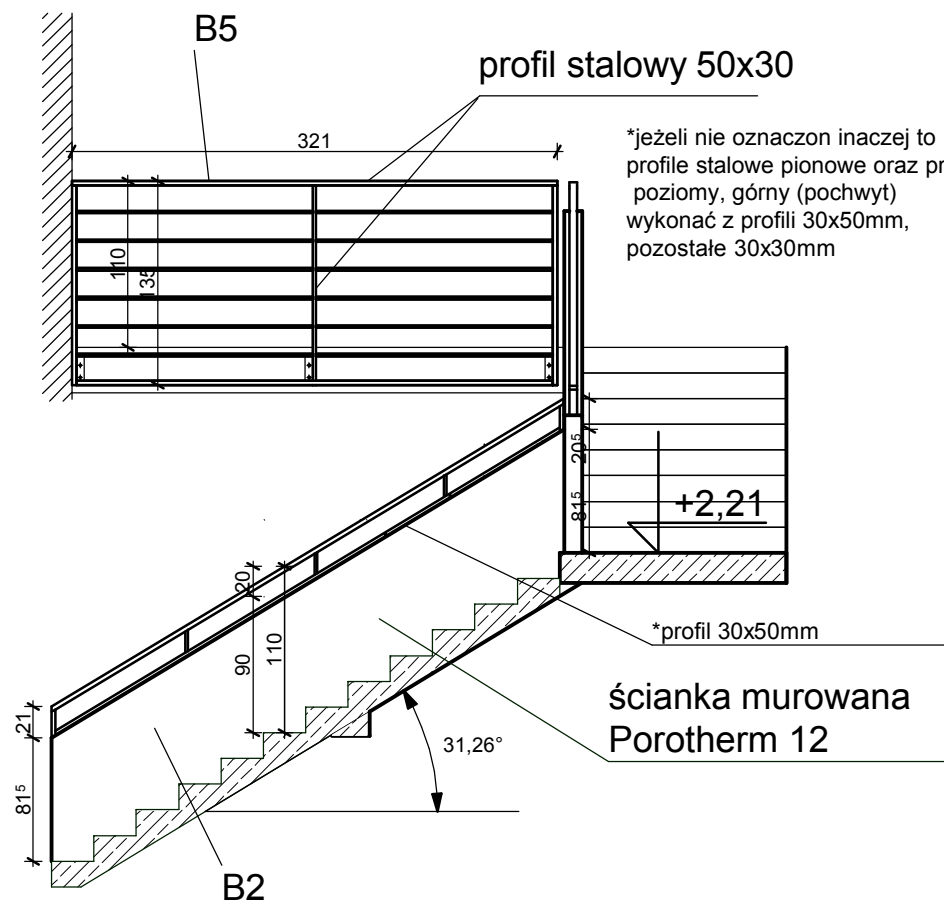 B5
profil stalowy 50x30
*jeżeli nie oznaczon inaczej to
profile stalowe pionowe oraz pr
poziomy, górny (pochwyt)
wykonać z profili 30x50mm,
pozostałe 30x30mm
321
110
135
20⁵
81⁵
+2,21
20
90
110
*profil 30x50mm
ścianka murowana
Porotherm 12
31,26°
21
81⁵
B2